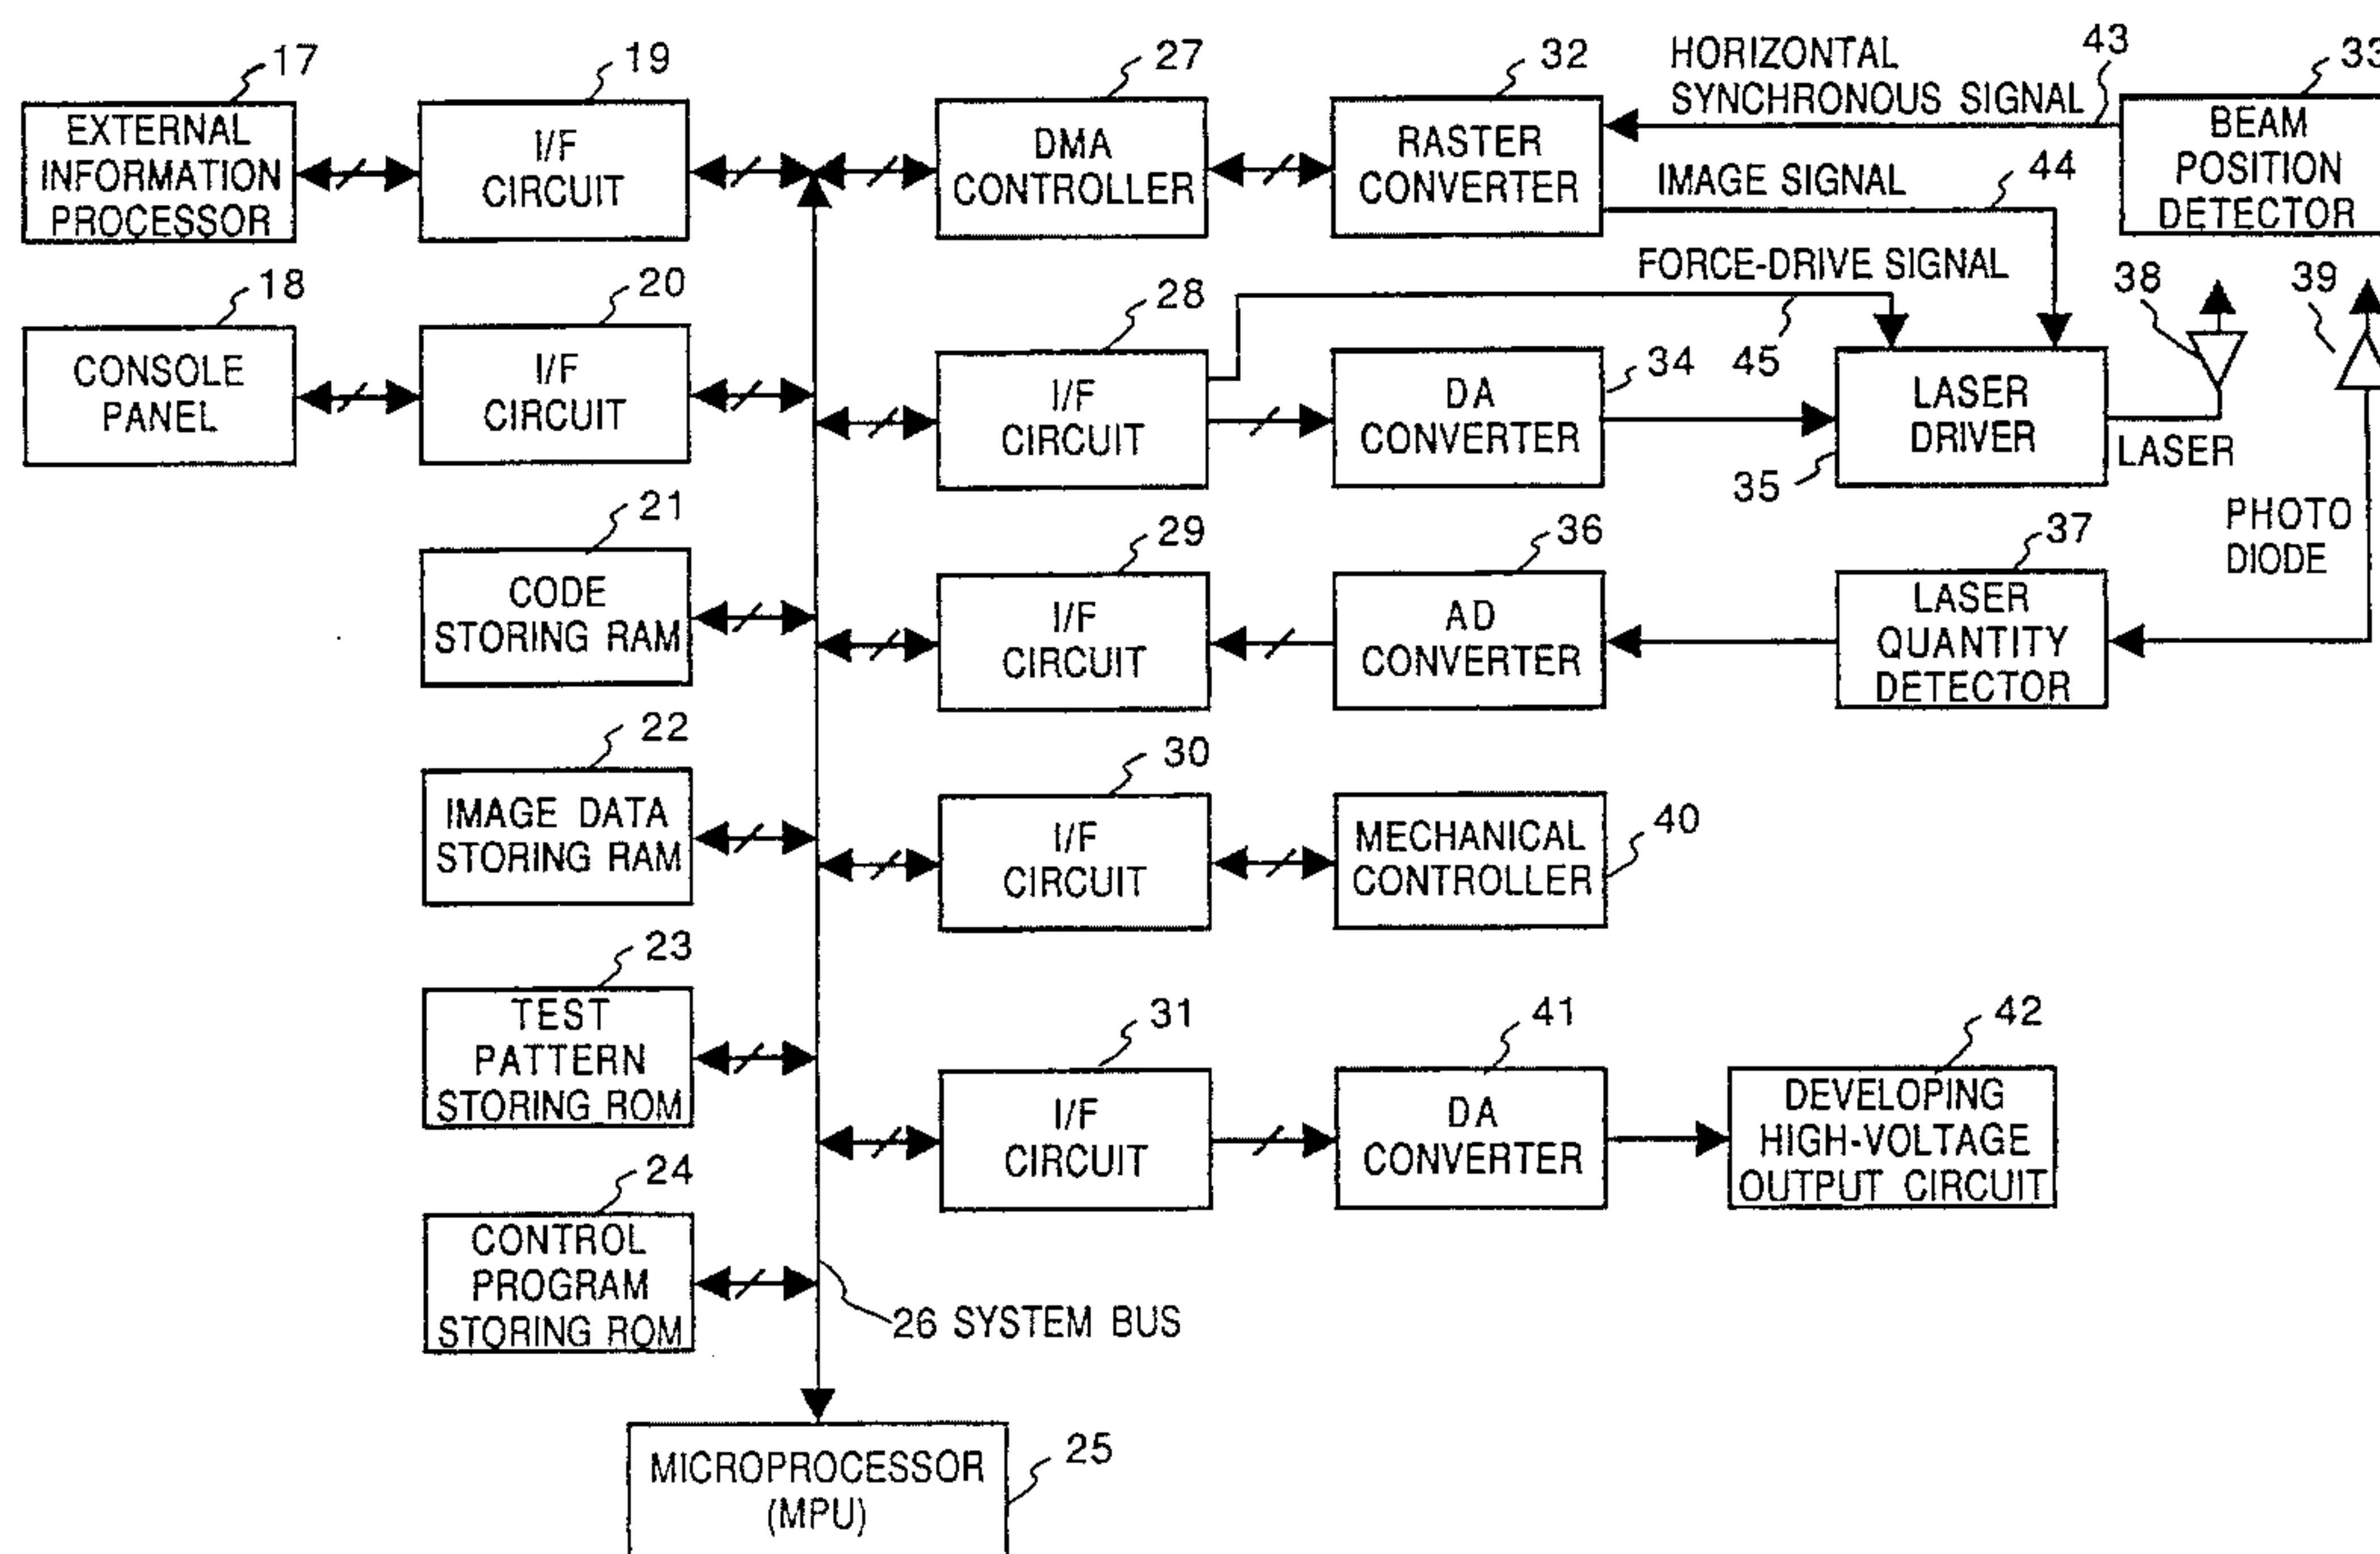 17
EXTERNAL
INFORMATION
PROCESSOR
19
I/F
CIRCUIT
27
DMA
CONTROLLER
32
RASTER
CONVERTER
HORIZONTAL
SYNCHRONOUS SIGNAL
43
33
BEAM
POSITION
DETECTOR
IMAGE SIGNAL
44
FORCE-DRIVE SIGNAL
45
18
CONSOLE
PANEL
20
I/F
CIRCUIT
28
I/F
CIRCUIT
34
DA
CONVERTER
35
LASER
DRIVER
38
LASER
39
PHOTO
DIODE
21
CODE
STORING RAM
29
I/F
CIRCUIT
36
AD
CONVERTER
37
LASER
QUANTITY
DETECTOR
22
IMAGE DATA
STORING RAM
30
I/F
CIRCUIT
MECHANICAL
CONTROLLER
40
23
TEST
PATTERN
STORING ROM
31
I/F
CIRCUIT
41
DA
CONVERTER
42
DEVELOPING
HIGH-VOLTAGE
OUTPUT CIRCUIT
24
CONTROL
PROGRAM
STORING ROM
26 SYSTEM BUS
MICROPROCESSOR
(MPU)
25